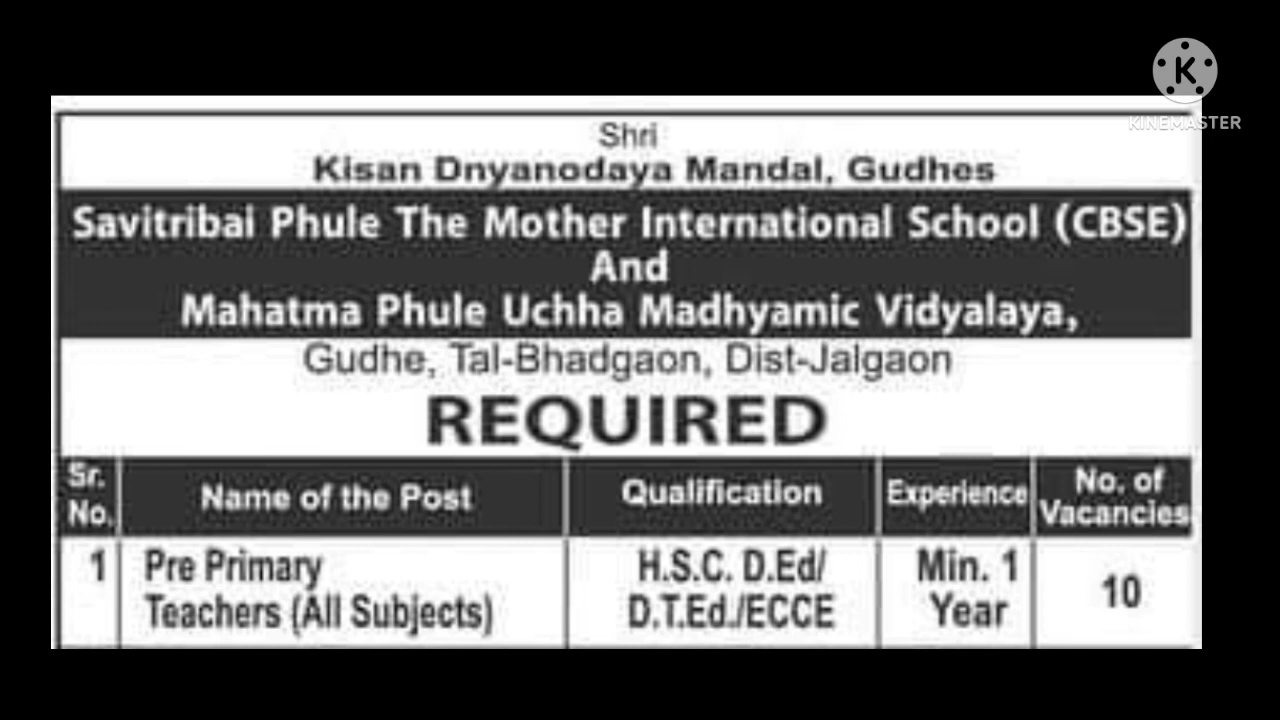 K
KINEMASTER
Shri
Kisan Dnyanodaya Mandal, Gudhes
Savitribai Phule The Mother International School (CBSE)
And
Mahatma Phule Uchha Madhyamic Vidyalaya,
Gudhe, Tal-Bhadgaon, Dist-Jalgaon
REQUIRED
Sr. No. Name of the Post Qualification Experience No. of Vacancies
1 Pre Primary H.S.C. D.Ed/ Min. 1 10
Teachers (All Subjects) D.T.Ed./ECCE Year